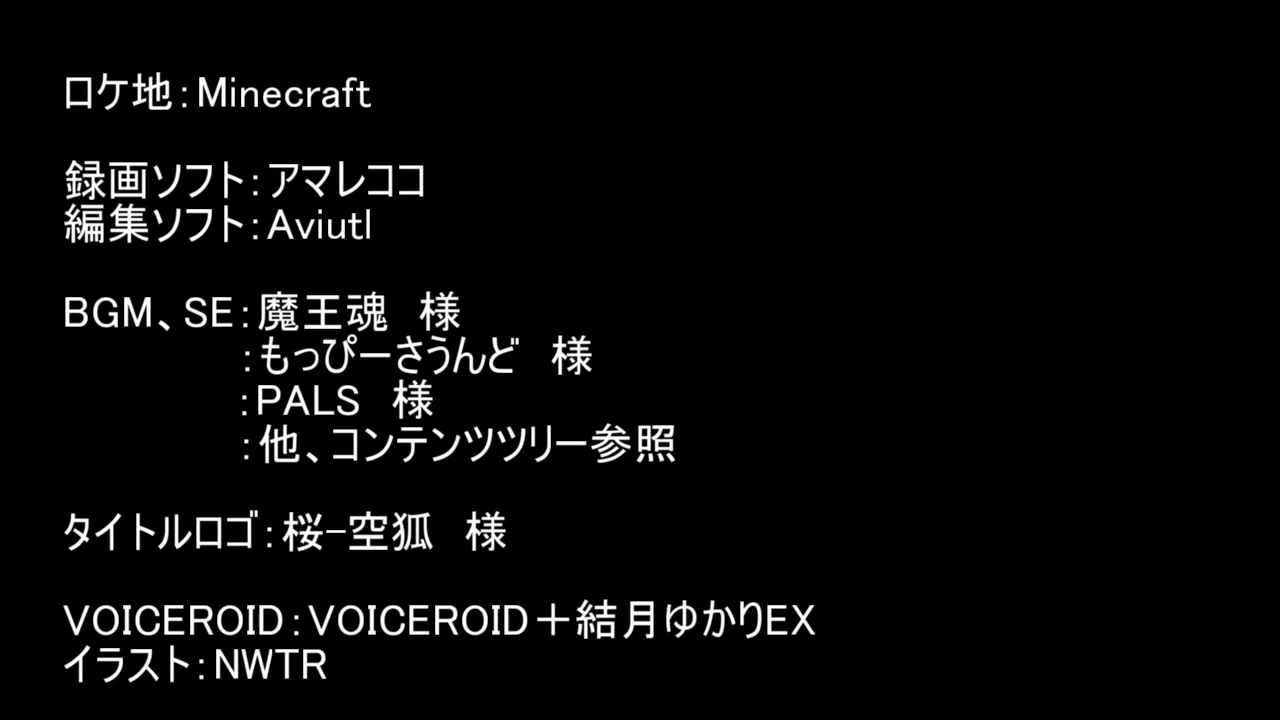 ロケ地：Minecraft
録画ソフト：アマレココ
編集ソフト：Aviutl
BGM、SE：魔王魂　様
：もっぴーさうんど　様
：PALS　様
：他、コンテンツツリー参照
タイトルロゴ：桜−空狐　様
VOICEROID：VOICEROID＋結月ゆかりEX
イラスト：NWTR